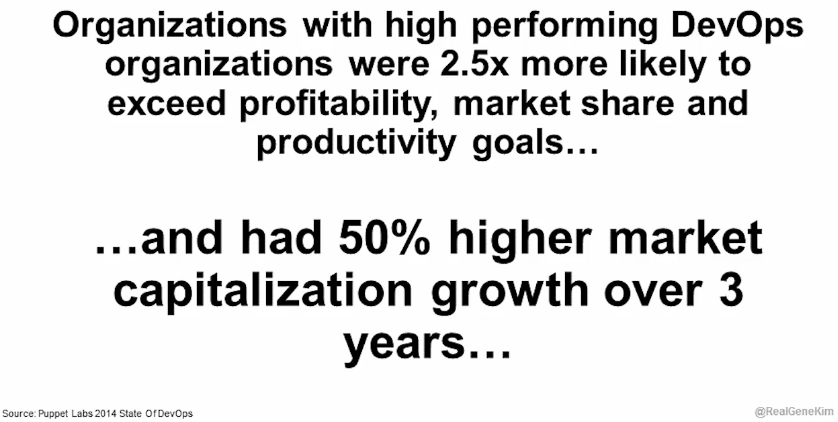 Organizations with high performing DevOps
organizations were 2.5x more likely to
exceed profitability, market share and
productivity goals…
…and had 50% higher market
capitalization growth over 3
years…
Source: Puppet Labs 2014 State Of DevOps
@RealGeneKim